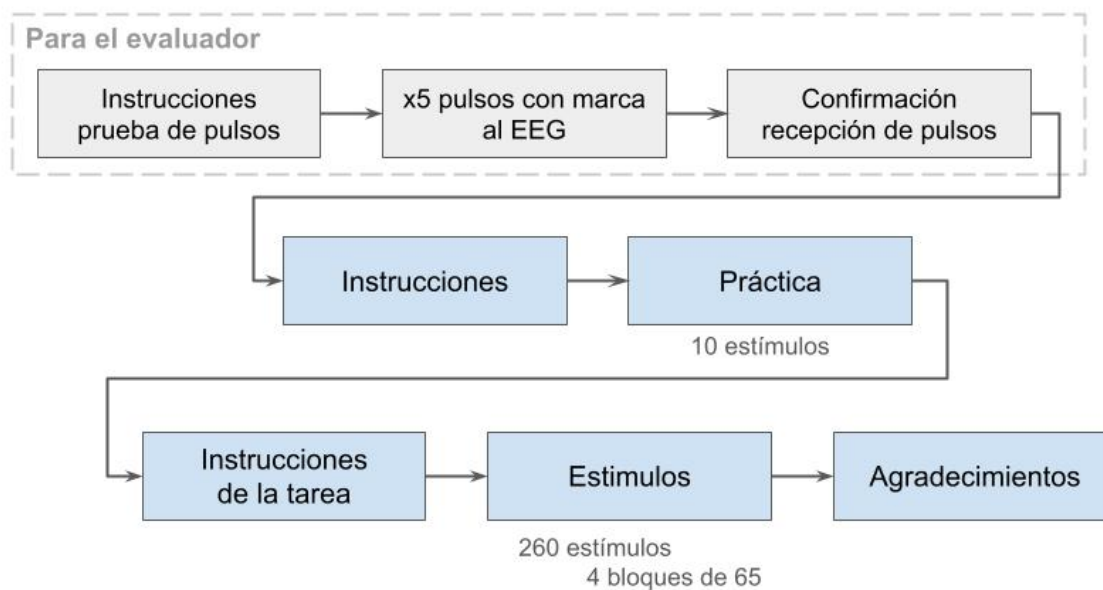 Para el evaluador
Instrucciones
prueba de pulsos
x5 pulsos con marca
al EEG
Confirmación
recepción de pulsos
Instrucciones
Práctica
10 estímulos
Instrucciones
de la tarea
Estimulos
Agradecimientos
260 estímulos
4 bloques de 65